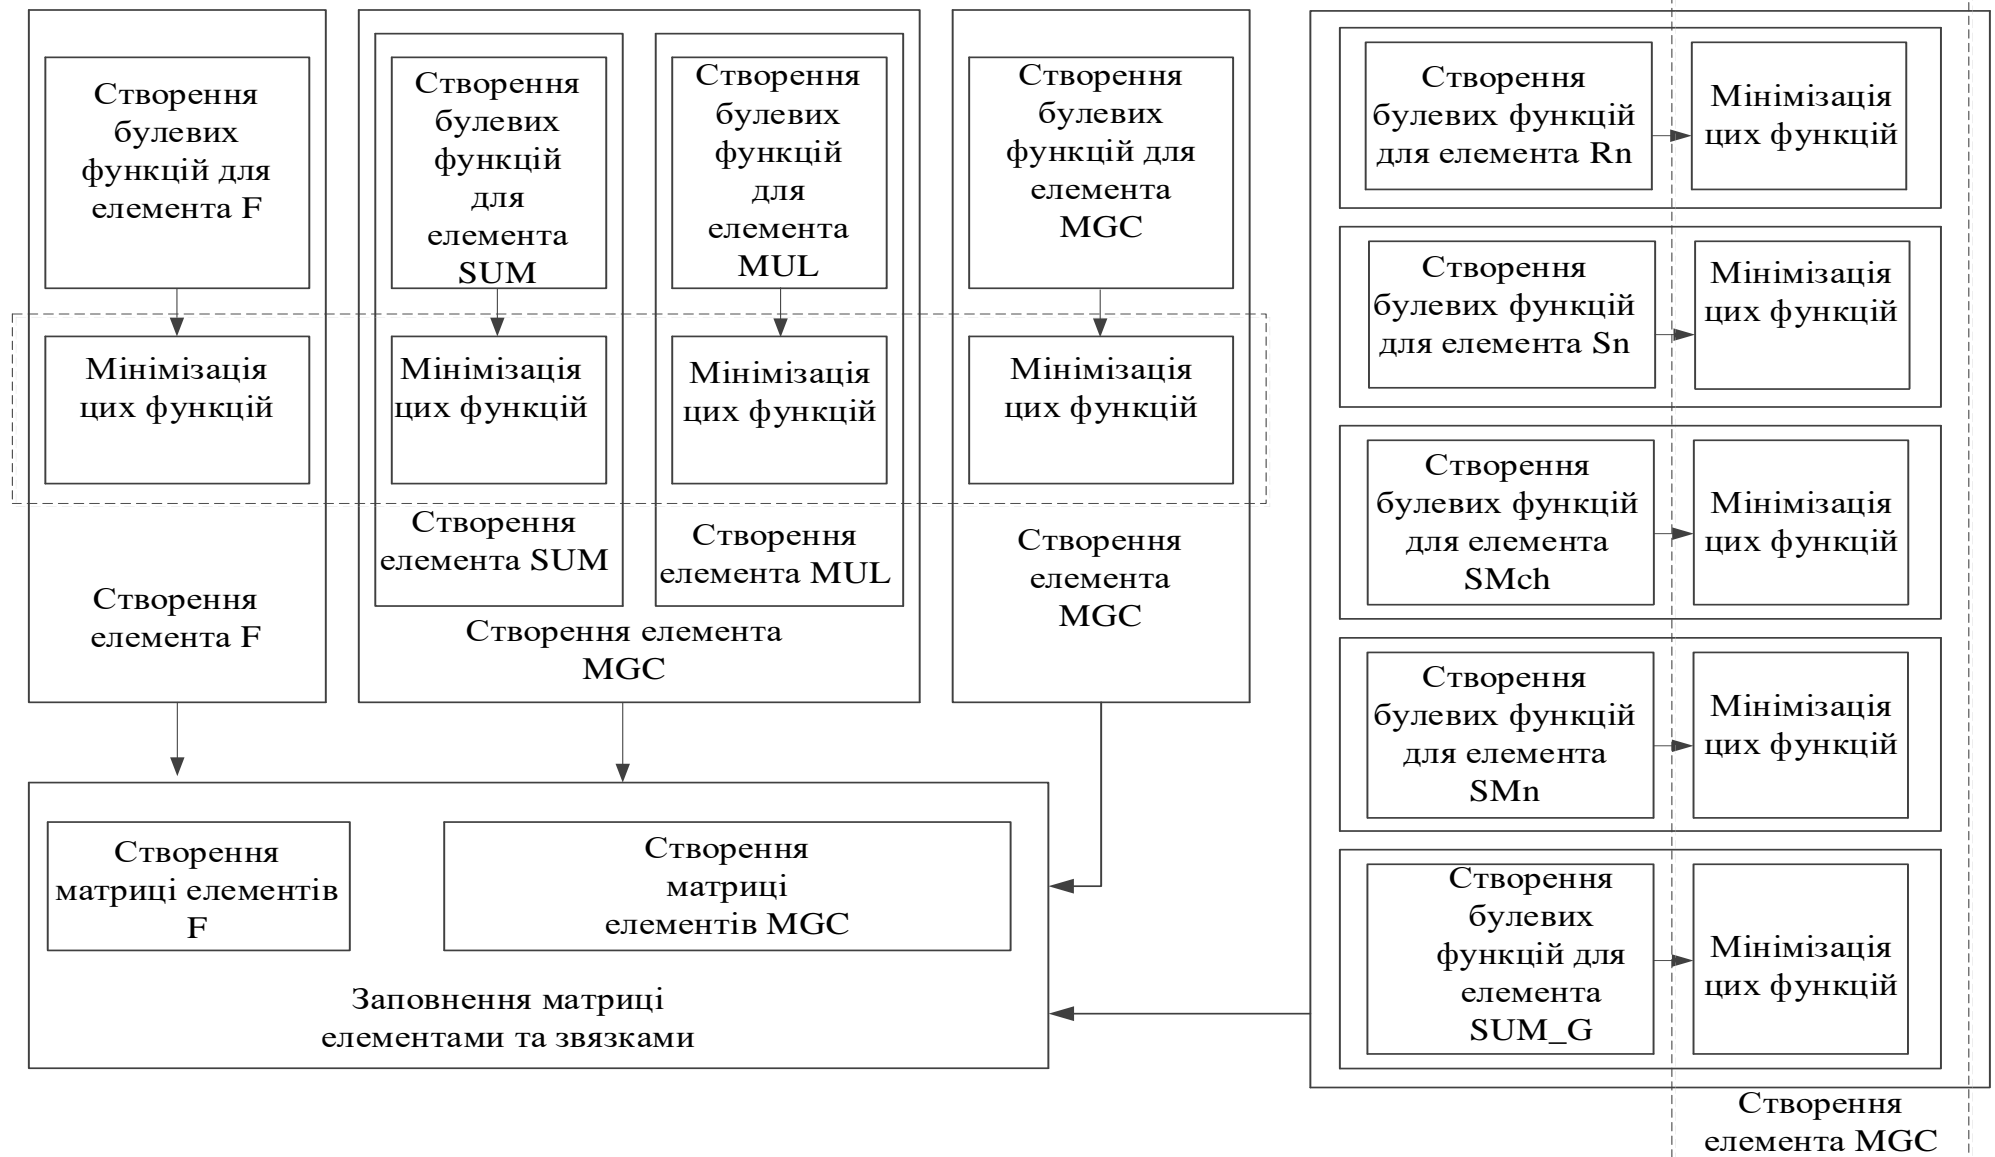 Створення
булевих
функцій для
елемента F
Мінімізація
цих функцій
Створення
елемента F
Створення
булевих
функцій
для
елемента
SUM
Мінімізація
цих функцій
Створення
елемента SUM
Створення
булевих
функцій
для
елемента
MUL
Мінімізація
цих функцій
Створення
елемента MUL
Створення елемента
MGC
Створення
булевих
функцій для
елемента
MGC
Мінімізація
цих функцій
Створення
елемента
MGC
Створення
матриці елементів
F
Створення
матриці
елементів MGC
Заповнення матриці
елементами та звязками
Створення
булевих функцій
для елемента Rn
Мінімізація
цих функцій
Створення
булевих функцій
для елемента Sn
Мінімізація
цих функцій
Створення
булевих функцій
для елемента
SMch
Мінімізація
цих функцій
Створення
булевих функцій
для елемента
SMn
Мінімізація
цих функцій
Створення
булевих
функцій для
елемента
SUM_G
Мінімізація
цих функцій
Створення
елемента MGC